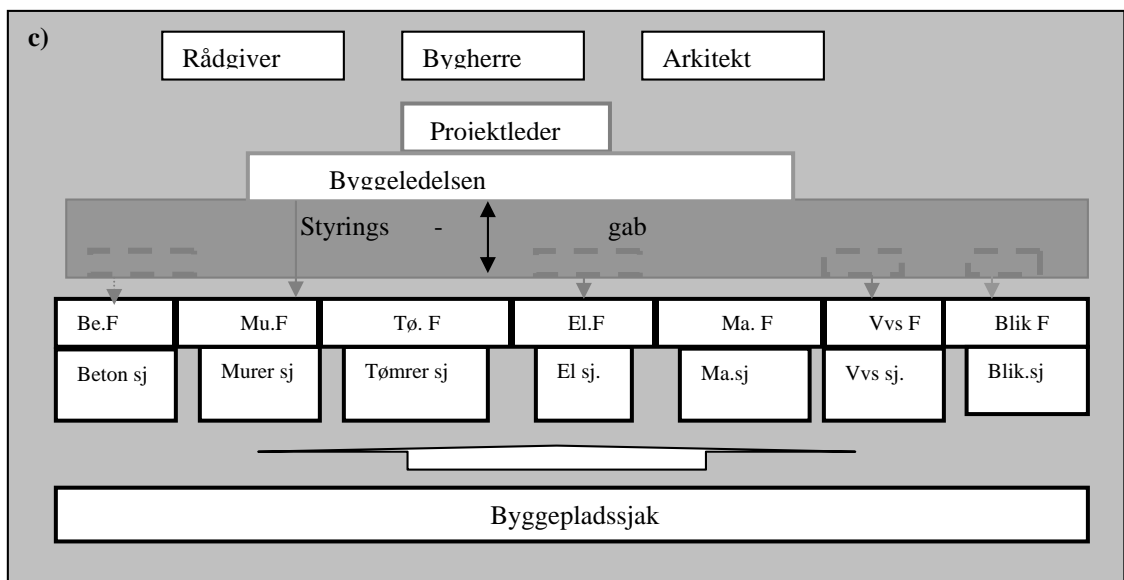 c)
Rådgiver Bygherre Arkitekt
Projektleder
Byggeledelsen
Styrings - gab
Be.F Mu.F Tø. F El.F Ma. F Vvs F Blik F
Beton sj Murer sj Tømrer sj El sj. Ma.sj Vvs sj. Blik.sj
Byggepladssjak